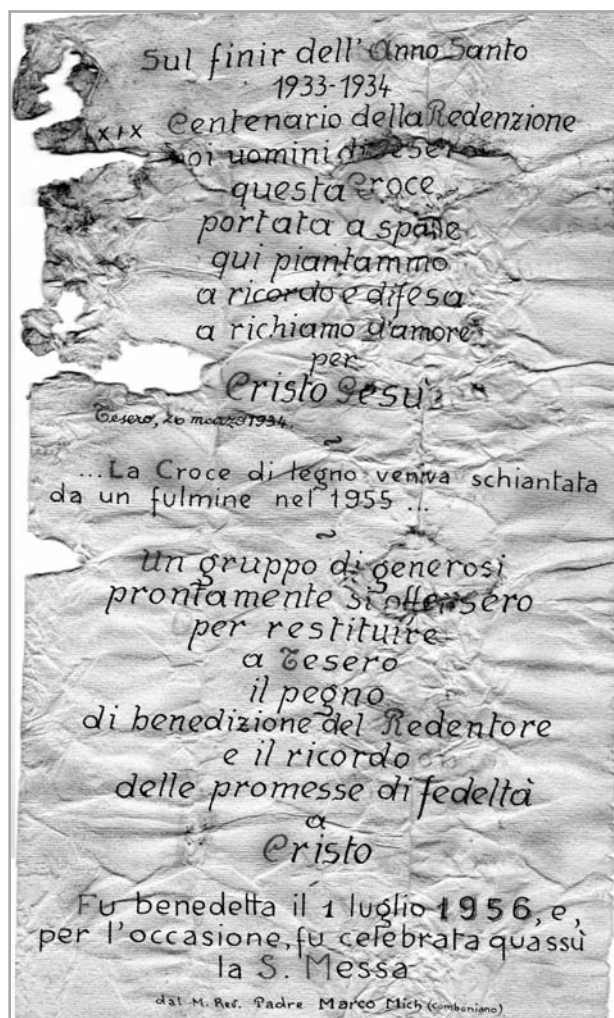 Sul finir dell'Anno Santo
1933-1934
XIX Centenario della Redenzione
noi uomini di Tesero
questa Croce
portata a spalle
qui piantammo
a ricordo e difesa
a richiamo d'amore
per
Cristo Gesù
Tesero, 26 marzo 1934.
~
...La Croce di legno veniva schiantata
da un fulmine nel 1955 ...
~
Un gruppo di generosi
prontamente si offersero
per restituire
a Tesero
il pegno
di benedizione del Redentore
e il ricordo
delle promesse di fedeltà
a
Cristo
Fu benedetta il 1 luglio 1956, e,
per l'occasione, fu celebrata quassù
la S. Messa
dal M. Rev. Padre Marco Mich (comboniano)